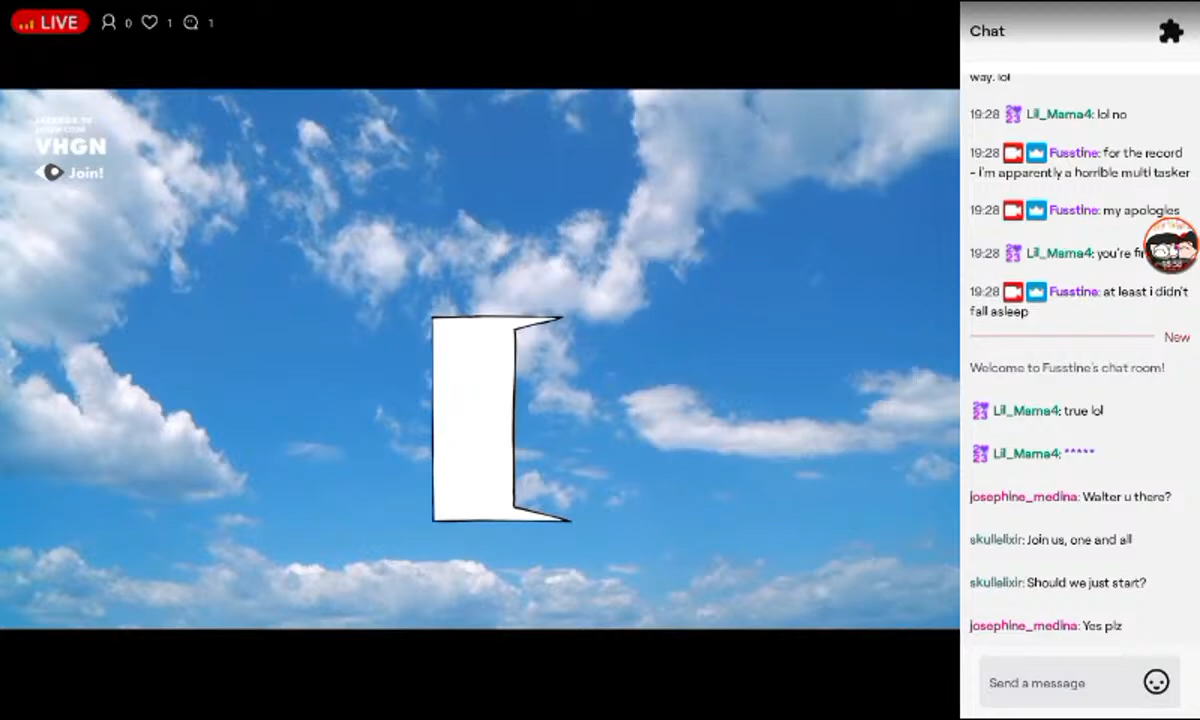 LIVE 0 1 1
VHGN
Join!
Chat
way. lol
19:28 Lil_Mama4: lol no
19:28 Fusstine: for the record
- i'm apparently a horrible multi tasker
19:28 Fusstine: my apologies
19:28 Lil_Mama4: you're
19:28 Fusstine: at least i didn't
fall asleep
New
Welcome to Fusstine's chat room!
Lil_Mama4: true lol
Lil_Mama4: *****
josephine_medina: Walter u there?
skullelixir: Join us, one and all
skullelixir: Should we just start?
josephine_medina: Yes plz
Send a message